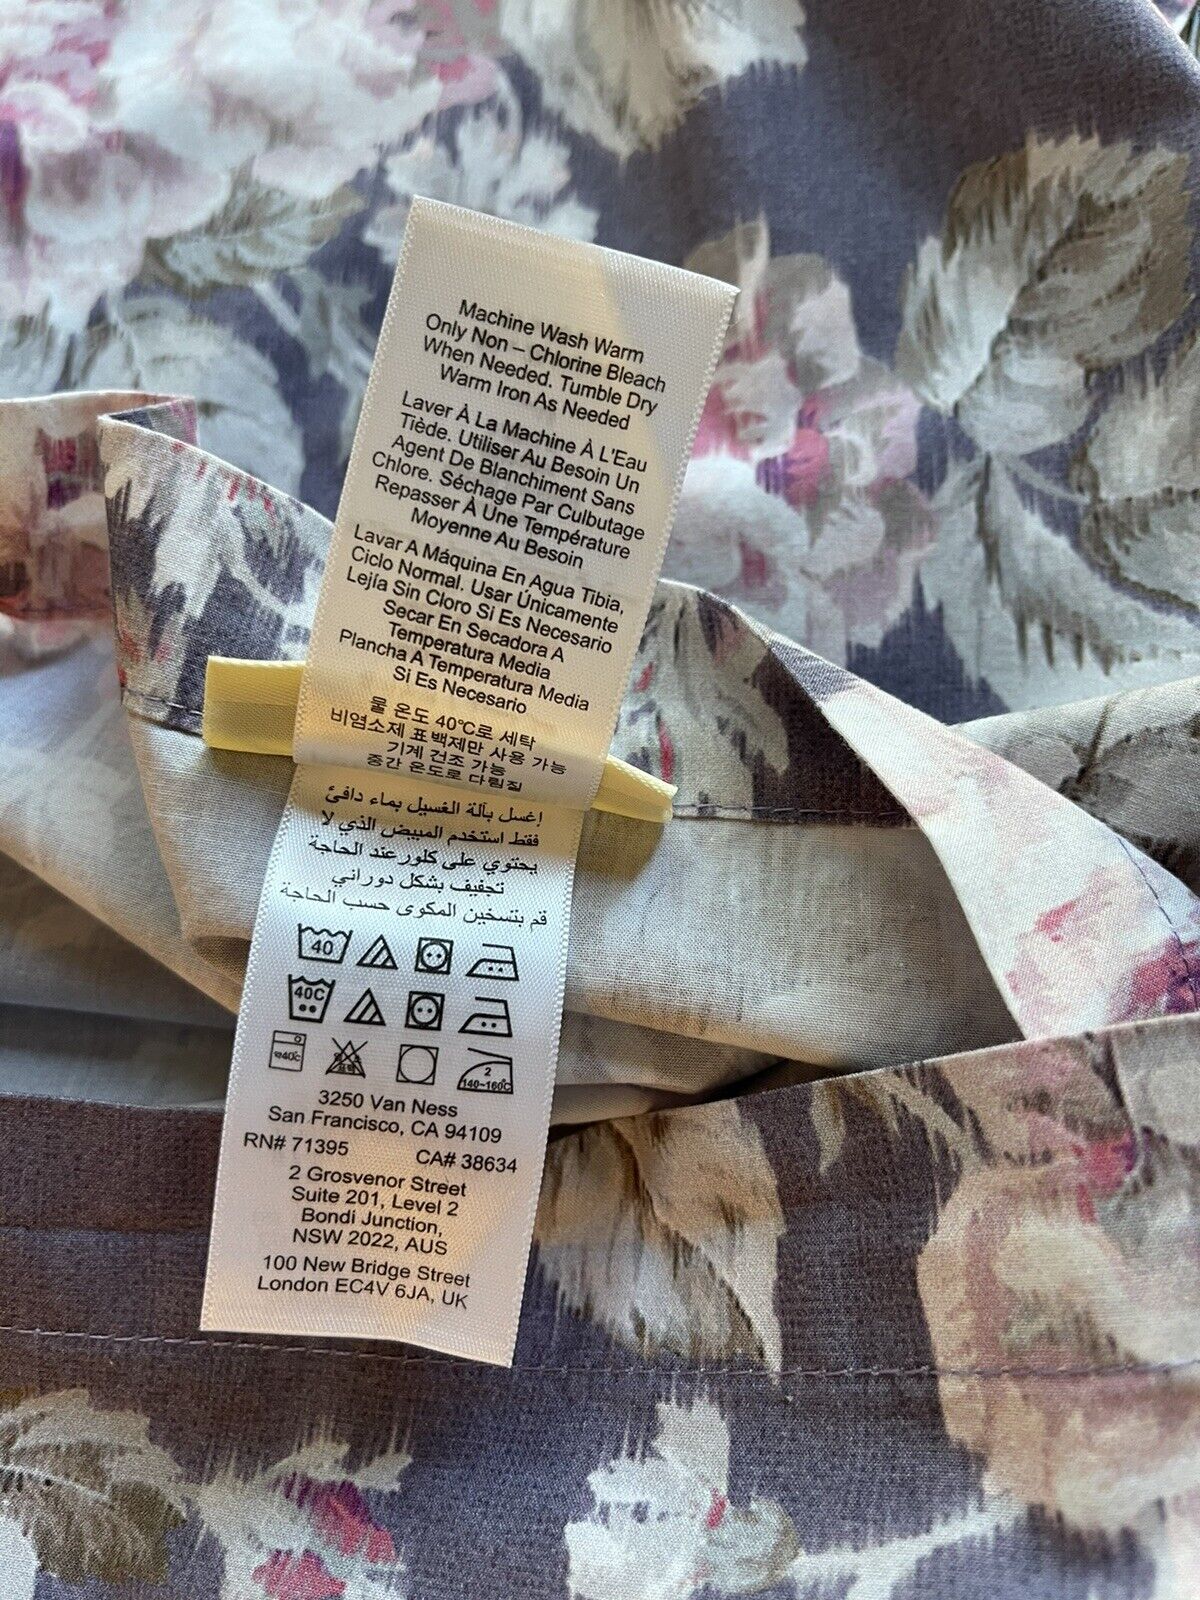 Machine Wash Warm
Only Non – Chlorine Bleach
When Needed. Tumble Dry
Warm Iron As Needed
Laver À La Machine À L'Eau
Tiède. Utiliser Au Besoin Un
Agent De Blanchiment Sans
Chlore. Séchage Par Culbutage
Repasser À Une Température
Moyenne Au Besoin
Lavar A Máquina En Agua Tibia,
Ciclo Normal. Usar Únicamente
Lejía Sin Cloro Si Es Necesario
Secar En Secadora A
Temperatura Media
Plancha A Temperatura Media
Si Es Necesario
물 온도 40℃로 세탁
비염소제 표백제만 사용 가능
기계 건조 가능
중간 온도로 다림질
إغسل بآلة الغسيل بماء دافئ
فقط استخدم المبيض الذي لا
يحتوي على كلور عند الحاجة
تجفيف بشكل دوراني
قم بتسخين المكوى حسب الحاجة
40
40C
약40℃
2
140~160℃
3250 Van Ness
San Francisco, CA 94109
RN# 71395 CA# 38634
2 Grosvenor Street
Suite 201, Level 2
Bondi Junction,
NSW 2022, AUS
100 New Bridge Street
London EC4V 6JA, UK